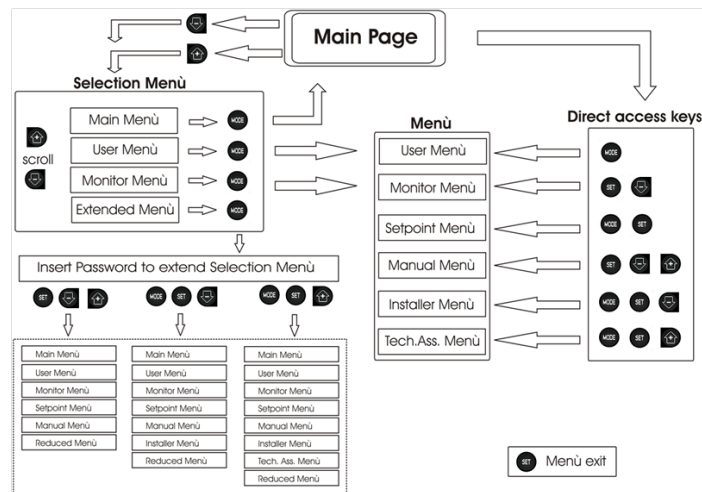 Main Page
Selection Menù
Main Menù
MODE
User Menù
MODE
scroll
Monitor Menù
MODE
Extended Menù
MODE
Insert Password to extend Selection Menù
SET
MODE SET
MODE SET
Main Menù
User Menù
Monitor Menù
Setpoint Menù
Manual Menù
Reduced Menù
Main Menù
User Menù
Monitor Menù
Setpoint Menù
Manual Menù
Installer Menù
Reduced Menù
Main Menù
User Menù
Monitor Menù
Setpoint Menù
Manual Menù
Installer Menù
Tech. Ass. Menù
Reduced Menù
Menù
User Menù
Monitor Menù
Setpoint Menù
Manual Menù
Installer Menù
Tech.Ass. Menù
Direct access keys
MODE
SET
MODE SET
SET
MODE SET
MODE SET
SET Menù exit